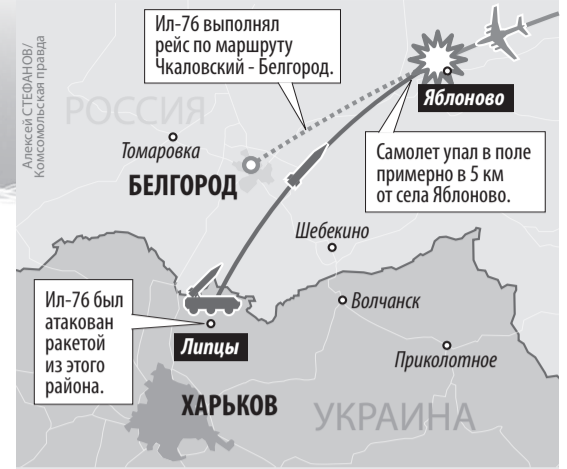 Алексей СТЕФАНОВ/
Комсомольская правда
Ил-76 выполнял
рейс по маршруту
Чкаловский - Белгород.
РОССИЯ
Яблоново
Томаровка
Самолет упал в поле
примерно в 5 км
от села Яблоново.
БЕЛГОРОД
Шебекино
Ил-76 был
атакован
ракетой
из этого
района.
Волчанск
Липцы
Приколотное
ХАРЬКОВ
УКРАИНА